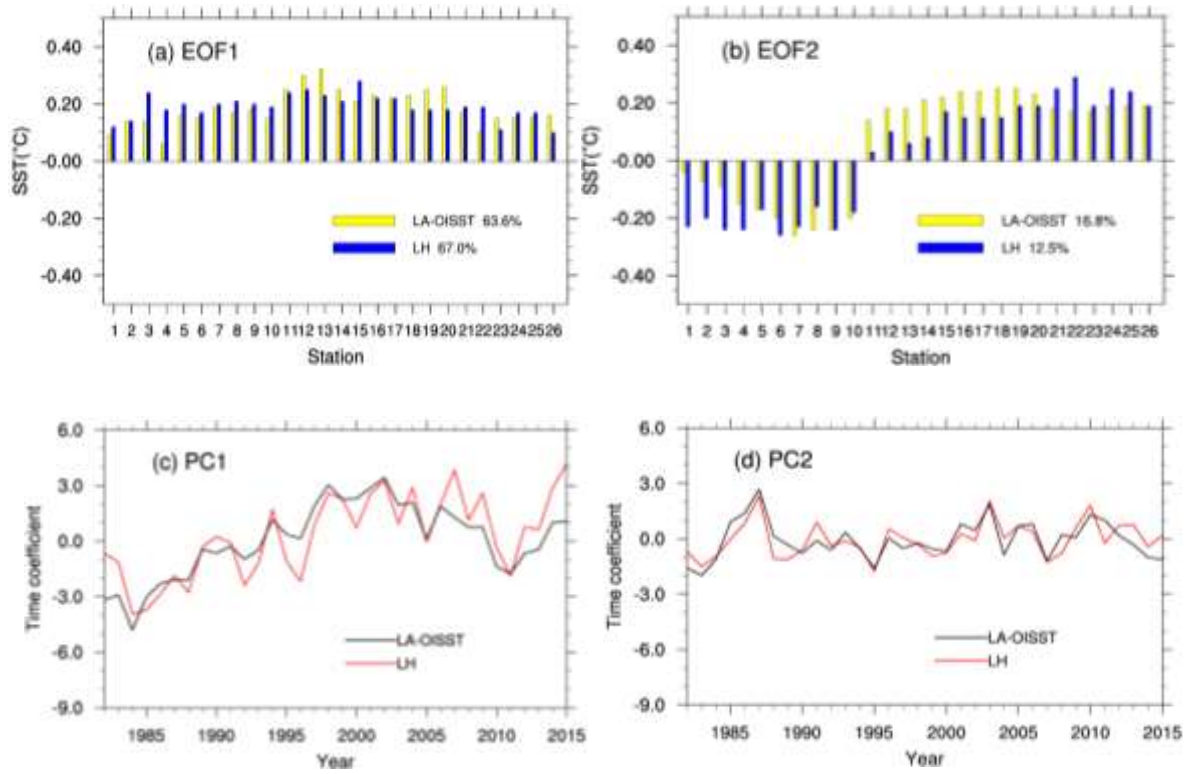 (a) EOF1
0.40
0.20
-0.00
-0.20
-0.40
SST(°C)
LA-OISST 63.6%
LH 67.0%
1 2 3 4 5 6 7 8 9 10 11 12 13 14 15 16 17 18 19 20 21 22 23 24 25 26
Station
(b) EOF2
0.40
0.20
-0.00
-0.20
-0.40
SST(°C)
LA-OISST 16.8%
LH 12.5%
1 2 3 4 5 6 7 8 9 10 11 12 13 14 15 16 17 18 19 20 21 22 23 24 25 26
Station
(c) PC1
6.0
3.0
0.0
-3.0
-6.0
-9.0
Time coefficient
LA-OISST
LH
1985 1990 1995 2000 2005 2010 2015
Year
(d) PC2
6.0
3.0
0.0
-3.0
-6.0
-9.0
Time coefficient
LA-OISST
LH
1985 1990 1995 2000 2005 2010 2015
Year